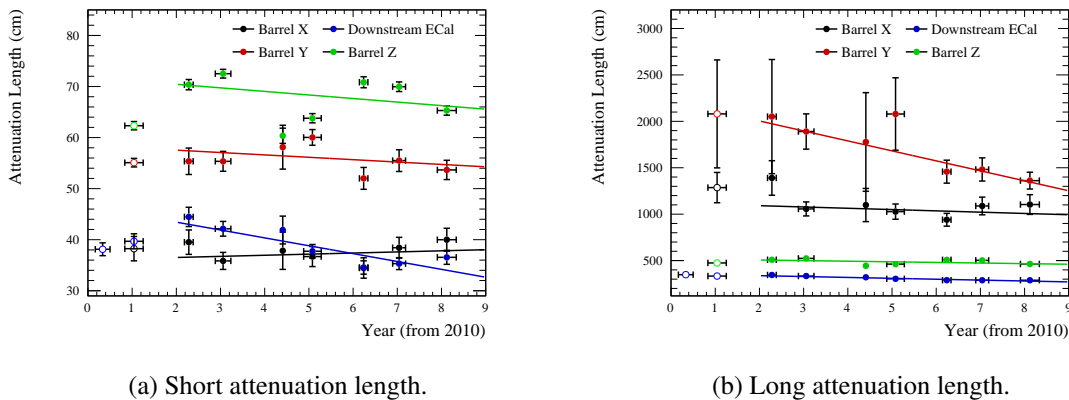 Attenuation Length (cm)
85
80
70
60
50
40
30
0 1 2 3 4 5 6 7 8 9
Year (from 2010)
Barrel X Downstream ECal
Barrel Y Barrel Z
(a) Short attenuation length.
Attenuation Length (cm)
3000
2500
2000
1500
1000
500
0 1 2 3 4 5 6 7 8 9
Year (from 2010)
Barrel X Downstream ECal
Barrel Y Barrel Z
(b) Long attenuation length.